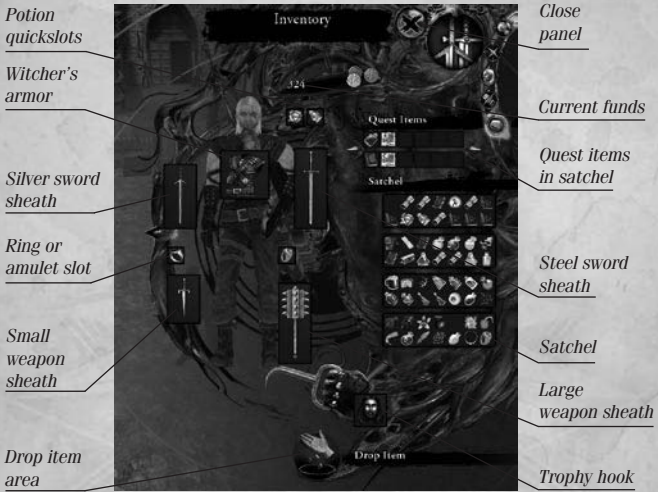 Potion
quickslots
Witcher's
armor
Silver sword
sheath
Ring or
amulet slot
Small
weapon
sheath
Drop item
area
Inventory
324
Quest Items
Satchel
Drop Item
Close
panel
Current funds
Quest items
in satchel
Steel sword
sheath
Satchel
Large
weapon sheath
Trophy hook